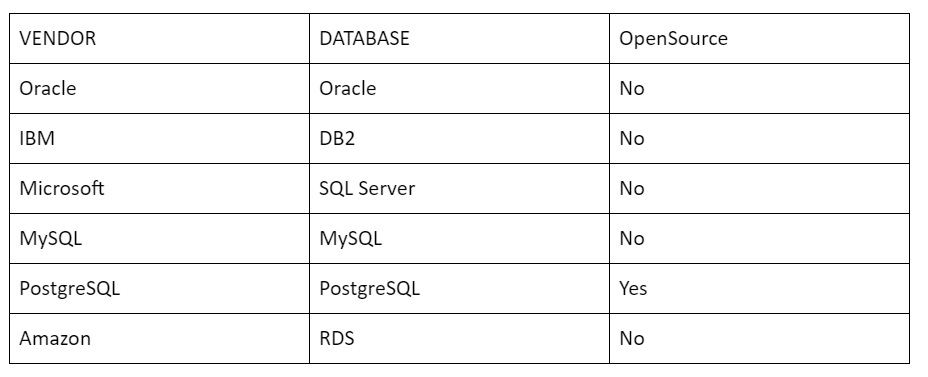 VENDOR DATABASE OpenSource
Oracle Oracle No
IBM DB2 No
Microsoft SQL Server No
MySQL MySQL No
PostgreSQL PostgreSQL Yes
Amazon RDS No